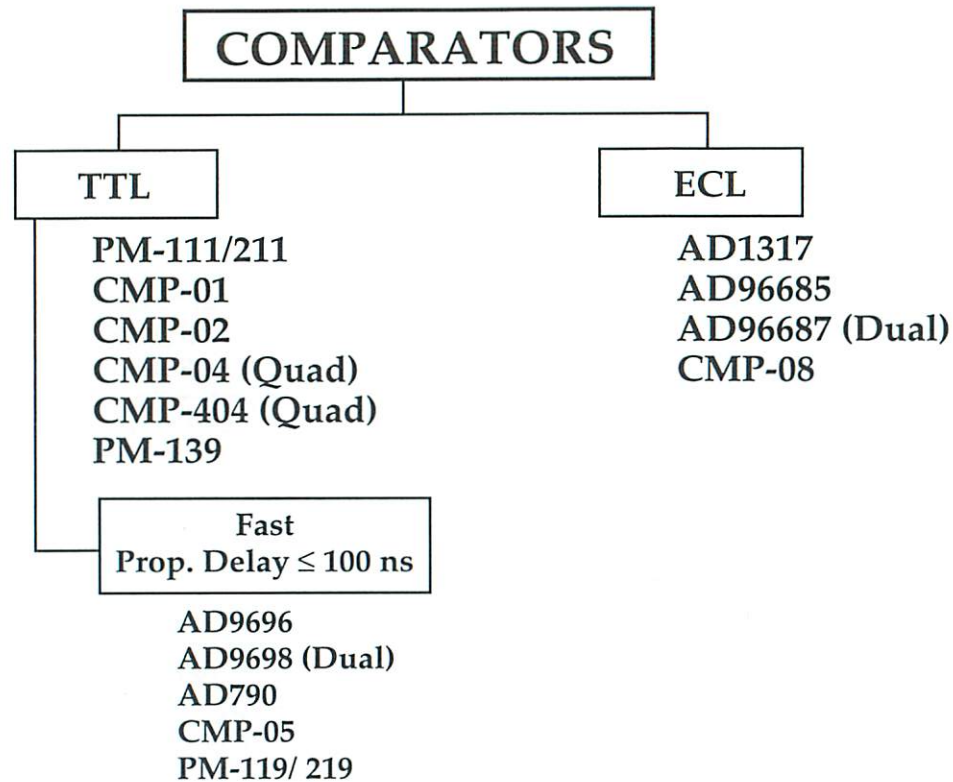 COMPARATORS
TTL
PM-111/211
CMP-01
CMP-02
CMP-04 (Quad)
CMP-404 (Quad)
PM-139
Fast
Prop. Delay ≤ 100 ns
AD9696
AD9698 (Dual)
AD790
CMP-05
PM-119/ 219
ECL
AD1317
AD96685
AD96687 (Dual)
CMP-08